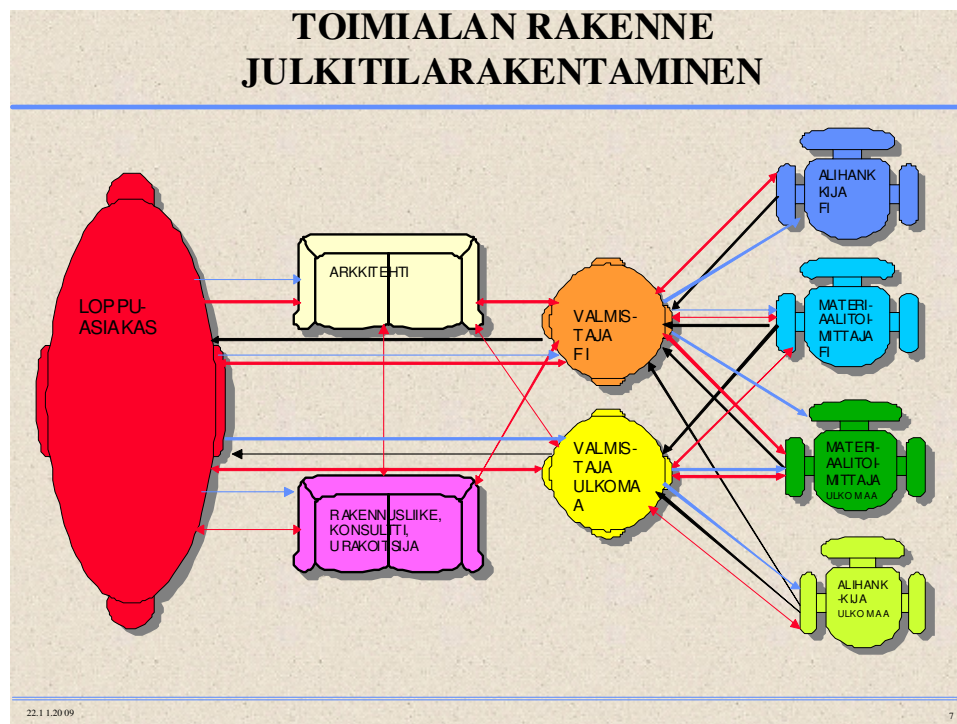 TOIMIALAN RAKENNE
JULKITILARAKENTAMINEN
LOPPU-
ASIAKAS
ARKKITEHTI
RAKENNUSLIIKE,
KONSULTTI,
URAKOITSIJA
VALMIS-
TAJA
FI
VALMIS-
TAJA
ULKOMA
A
ALIHANK
KIJA
FI
MATERI-
AALITOI-
MITTAJA
FI
MATERI-
AALITOI-
MITTAJA
ULKOMAA
ALIHANK
-KIJA
ULKOMAA
22.11.2009
7